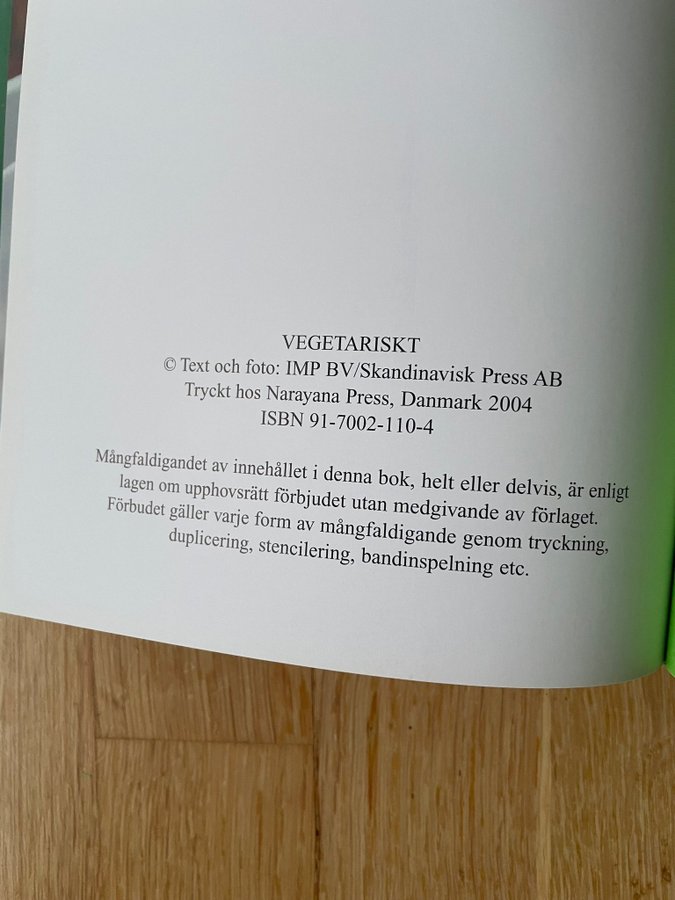 VEGETARISKT
© Text och foto: IMP BV/Skandinavisk Press AB
Tryckt hos Narayana Press, Danmark 2004
ISBN 91-7002-110-4
Mångfaldigandet av innehållet i denna bok, helt eller delvis, är enligt
lagen om upphovsrätt förbjudet utan medgivande av förlaget.
Förbudet gäller varje form av mångfaldigande genom tryckning,
duplicering, stencilering, bandinspelning etc.